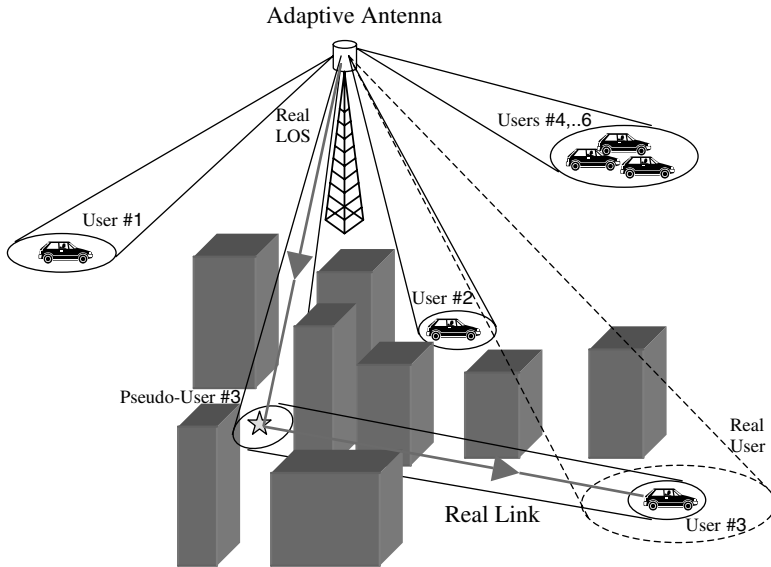 Adaptive Antenna
Real
LOS
Users #4,..6
User #1
User #2
Pseudo-User #3
Real
User
Real Link
User #3